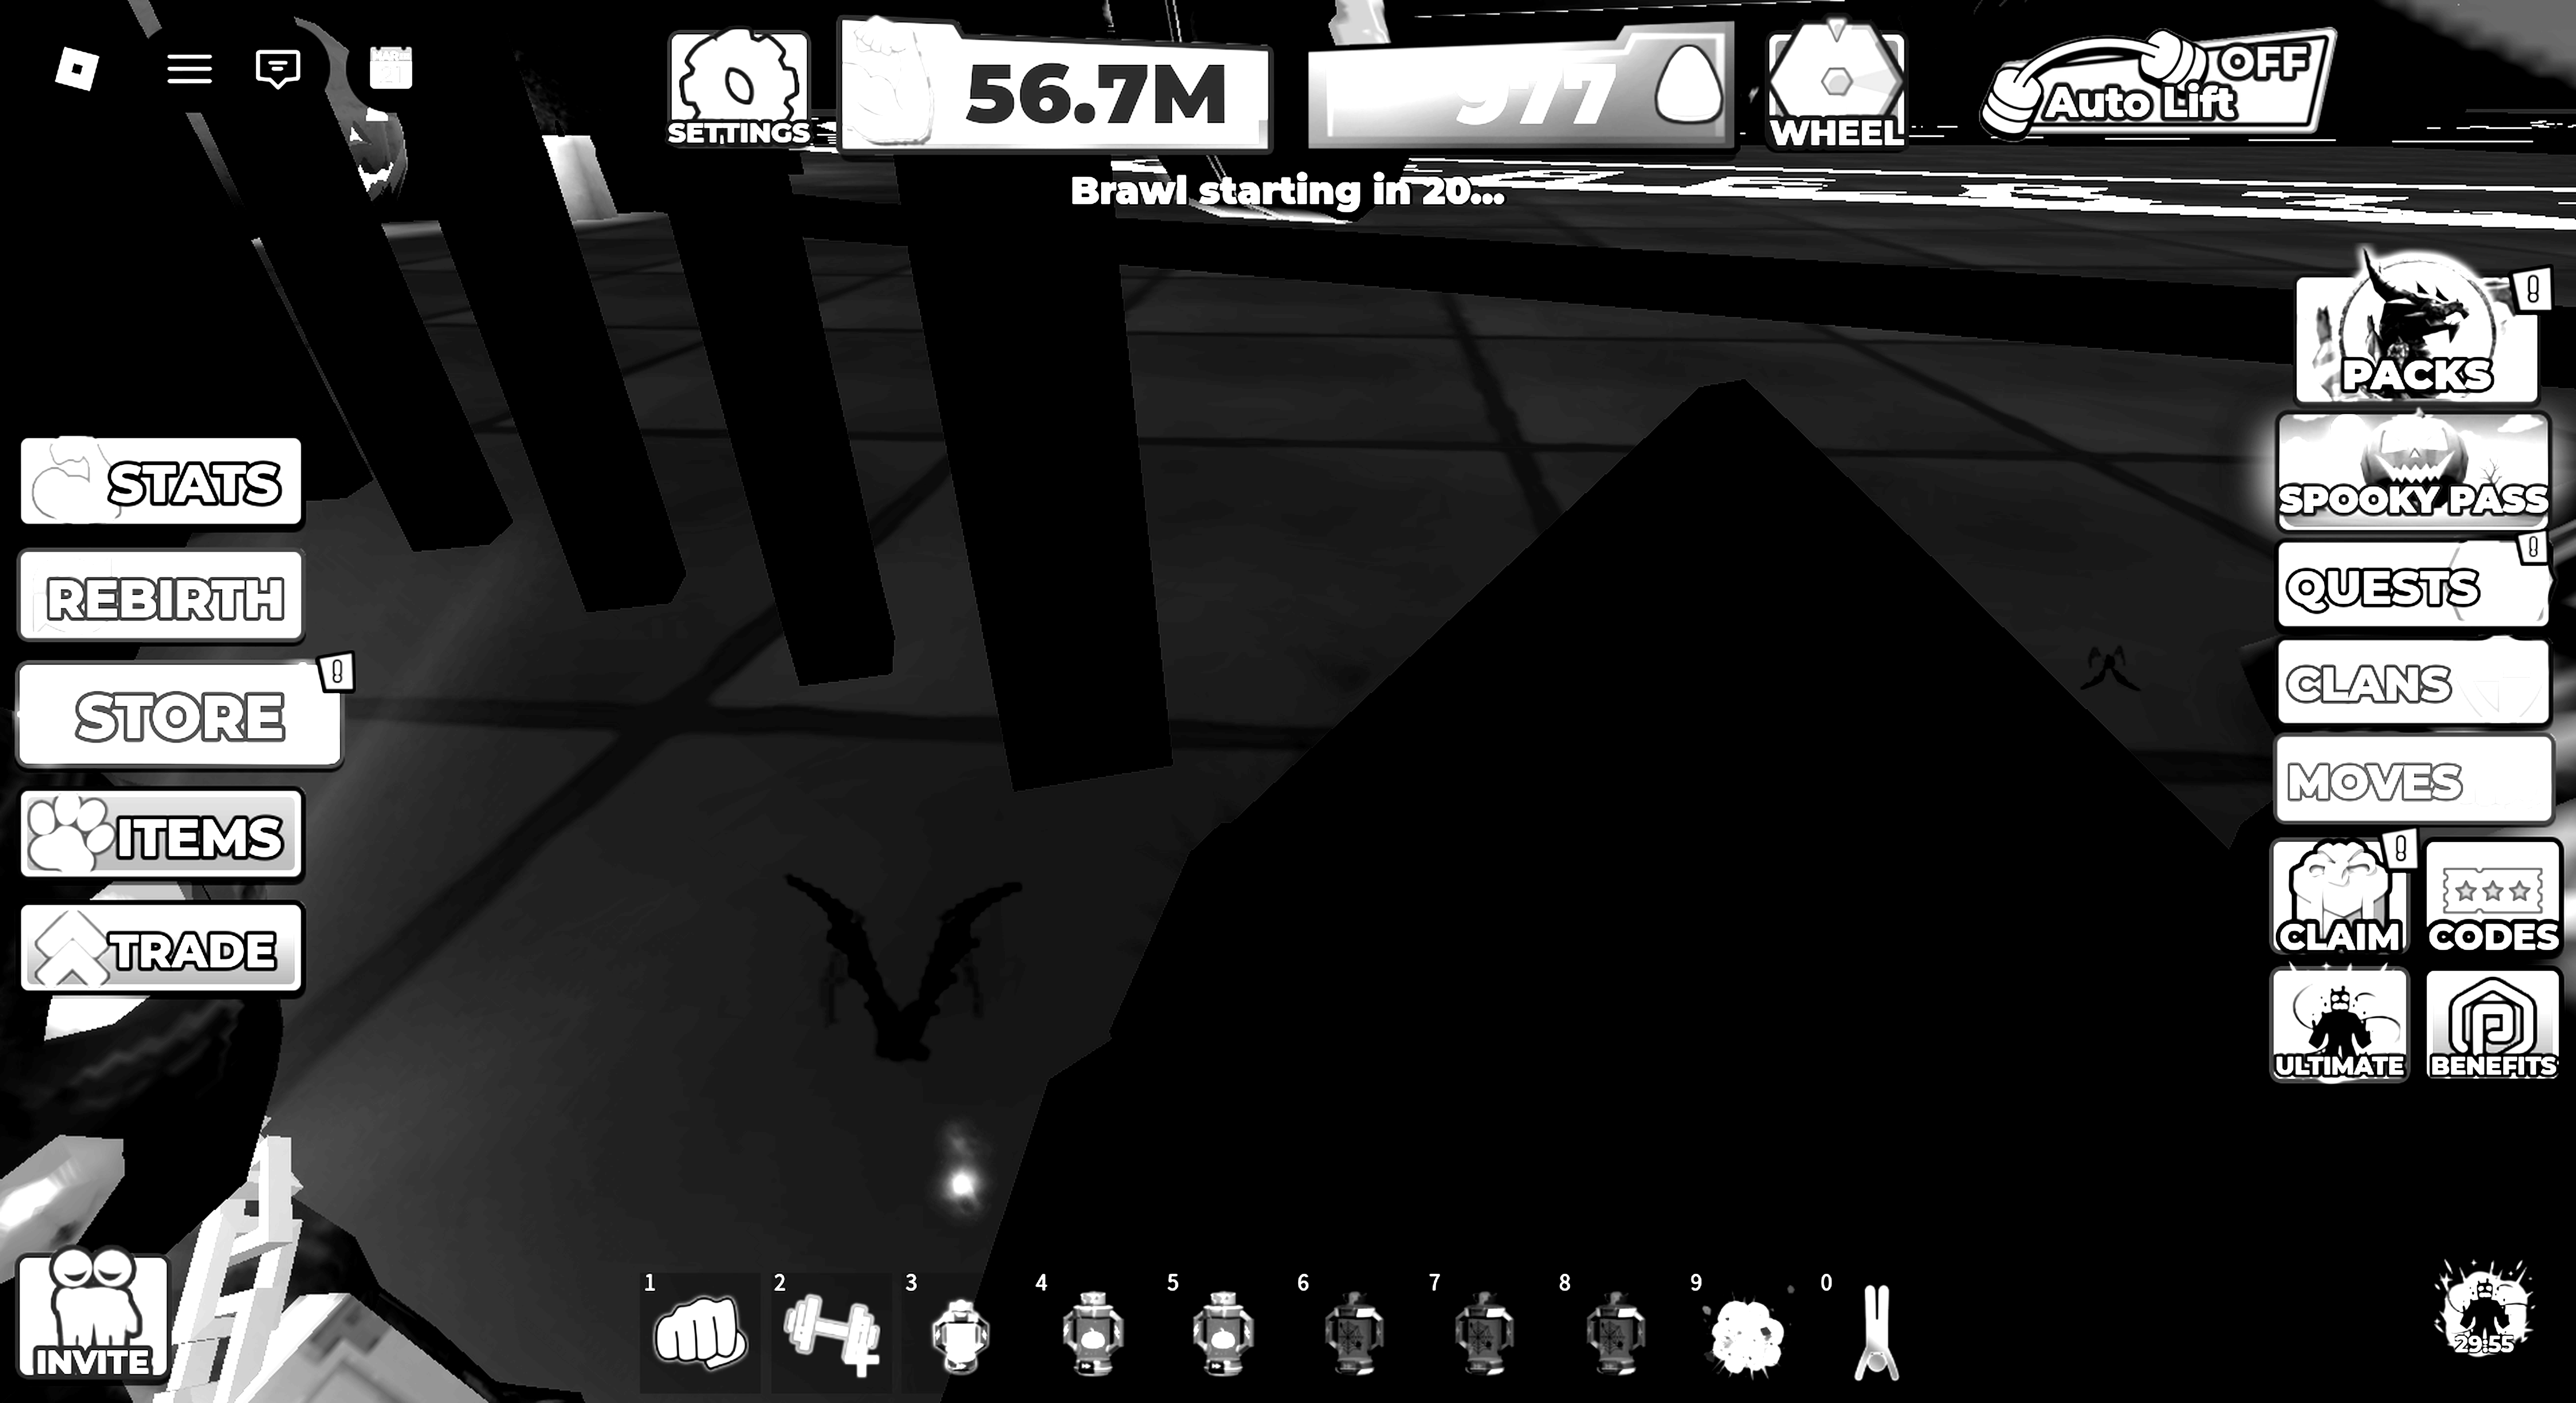 SETTINGS
56.7M
977
WHEEL
OFF
Auto Lift
Brawl starting in 20...
PACKS
SPOOKY PASS
STATS
QUESTS
REBIRTH
CLANS
STORE
MOVES
ITEMS
CLAIM
CODES
TRADE
ULTIMATE
BENEFITS
INVITE
1
2
3
4
5
6
7
8
9
0
29:55